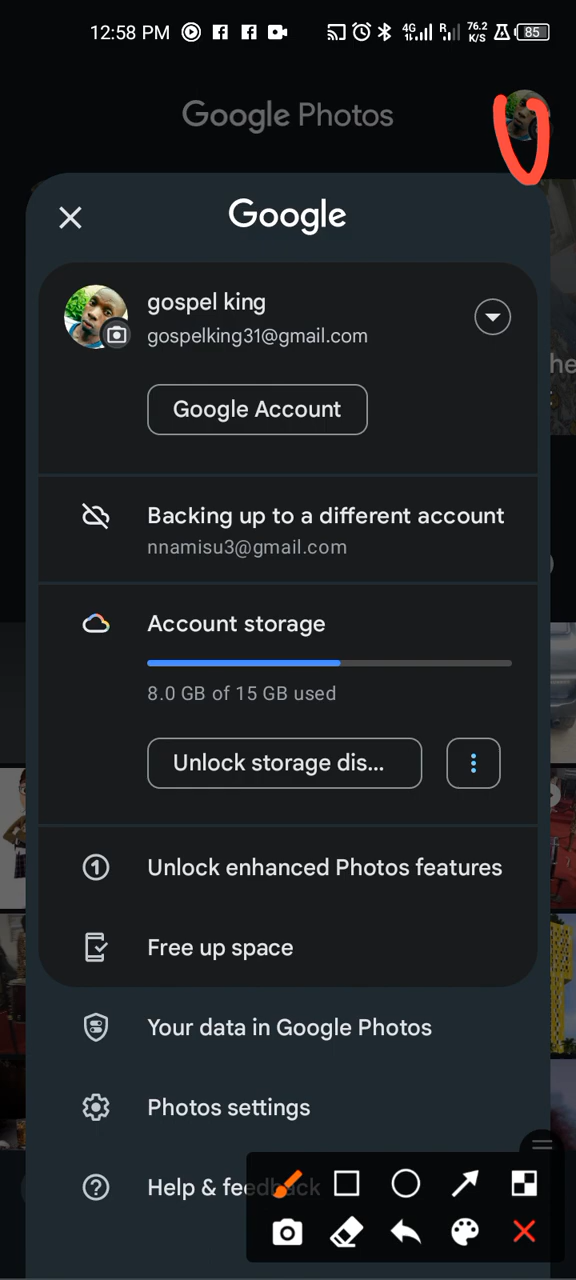 12:58 PM
4G
R
76.2
K/S
85
Google Photos
Google
gospel king
gospelking31@gmail.com
he
Google Account
Backing up to a different account
nnamisu3@gmail.com
Account storage
8.0 GB of 15 GB used
Unlock storage dis...
Unlock enhanced Photos features
Free up space
Your data in Google Photos
Photos settings
Help & feedback